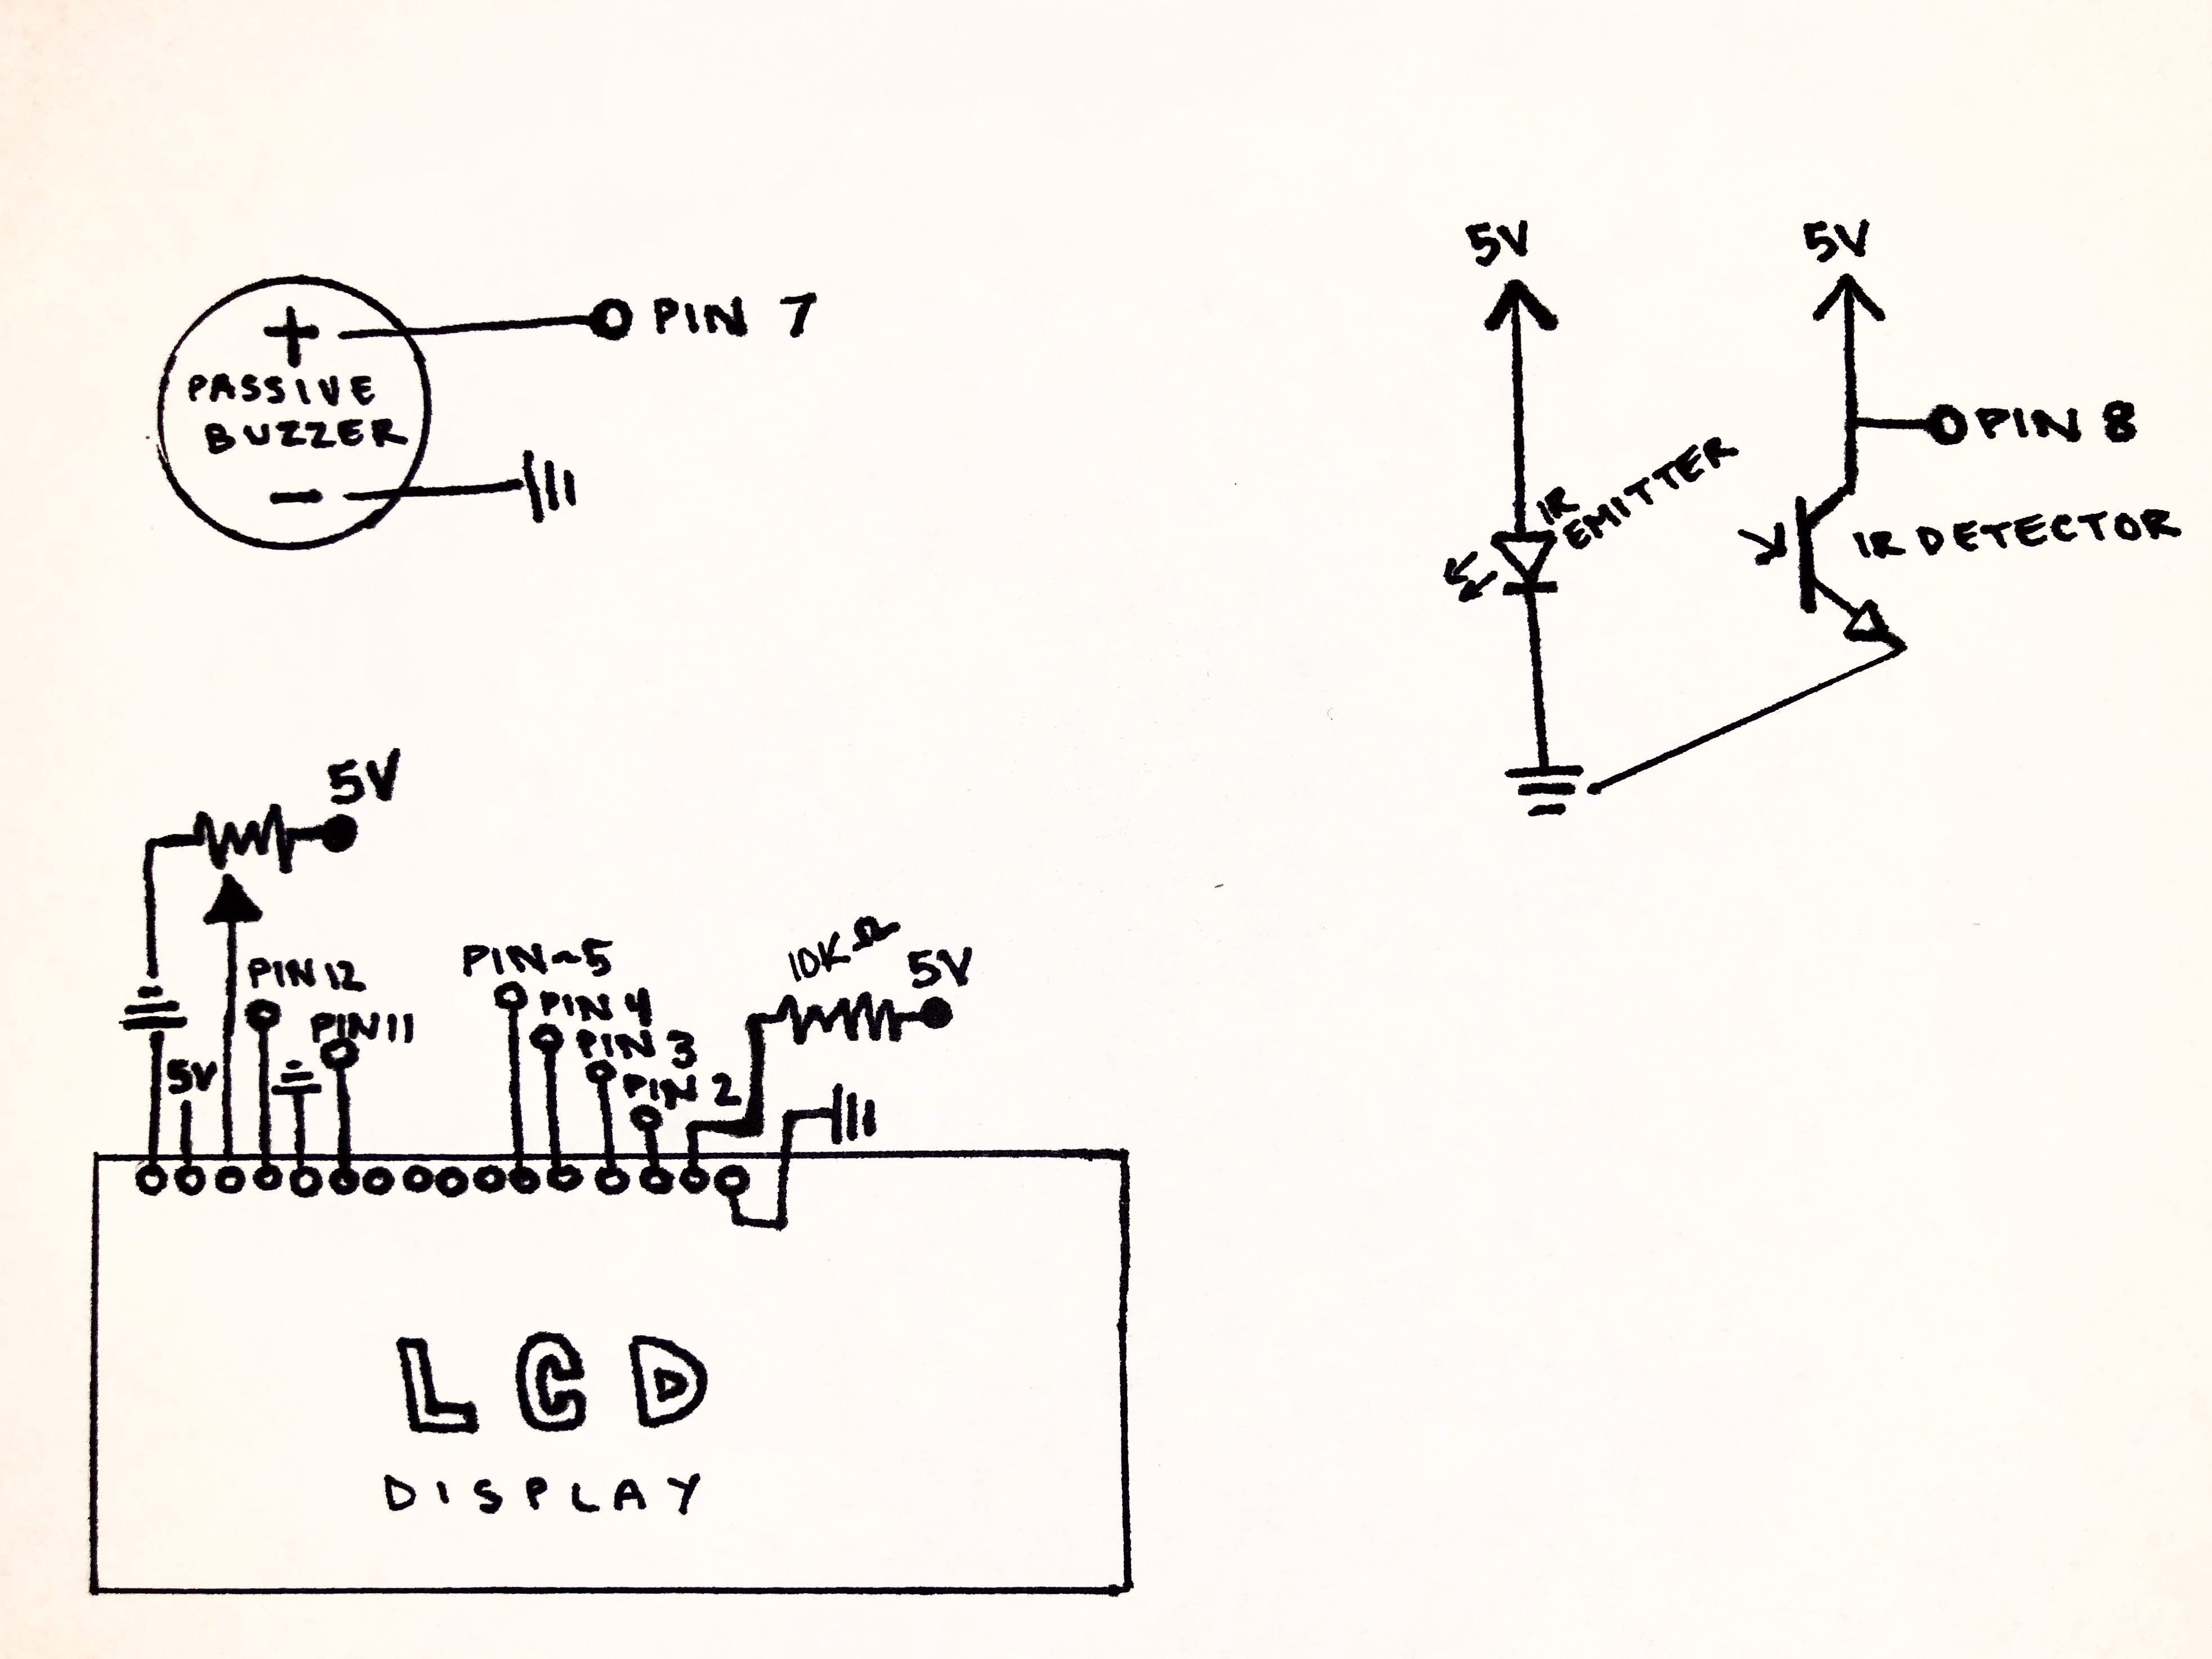 5V
5V
+
PIN 7
PASSIVE
BUZZER
-
PIN 8
IR
EMITTER
IR DETECTOR
5V
PIN 12
PIN 11
5V
PIN~5
PIN 4
PIN 3
PIN 2
10KΩ
5V
LCD
DISPLAY